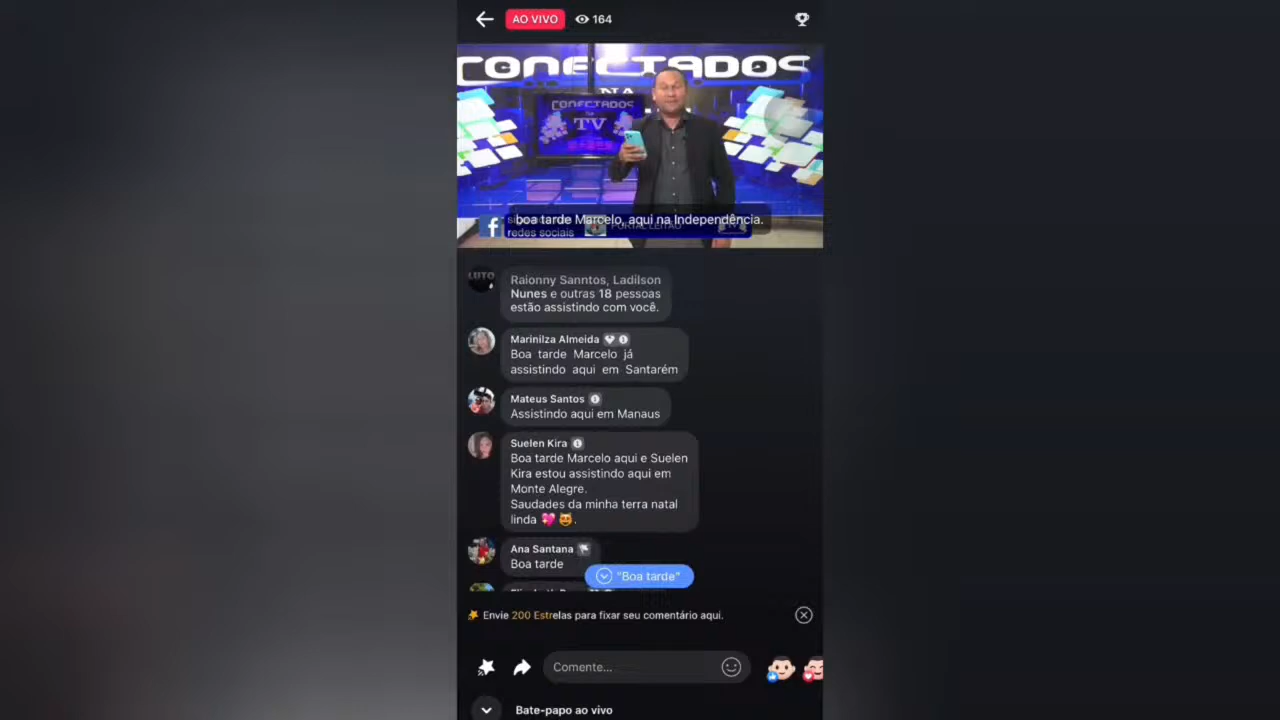 AO VIVO 164
CONECTADOS
NA
CONECTADOS
TV
boa tarde Marcelo, aqui na Independência.
redes sociais PORTAL LEITÃO
LUTO
Raionny Sanntos, Ladilson
Nunes e outras 18 pessoas
estão assistindo com você.
Marinilza Almeida
Boa tarde Marcelo já
assistindo aqui em Santarém
Mateus Santos
Assistindo aqui em Manaus
Suelen Kira
Boa tarde Marcelo aqui e Suelen
Kira estou assistindo aqui em
Monte Alegre.
Saudades da minha terra natal
linda 💖😻.
Ana Santana
Boa tarde
"Boa tarde"
Envie 200 Estrelas para fixar seu comentário aqui.
Comente...
Bate-papo ao vivo